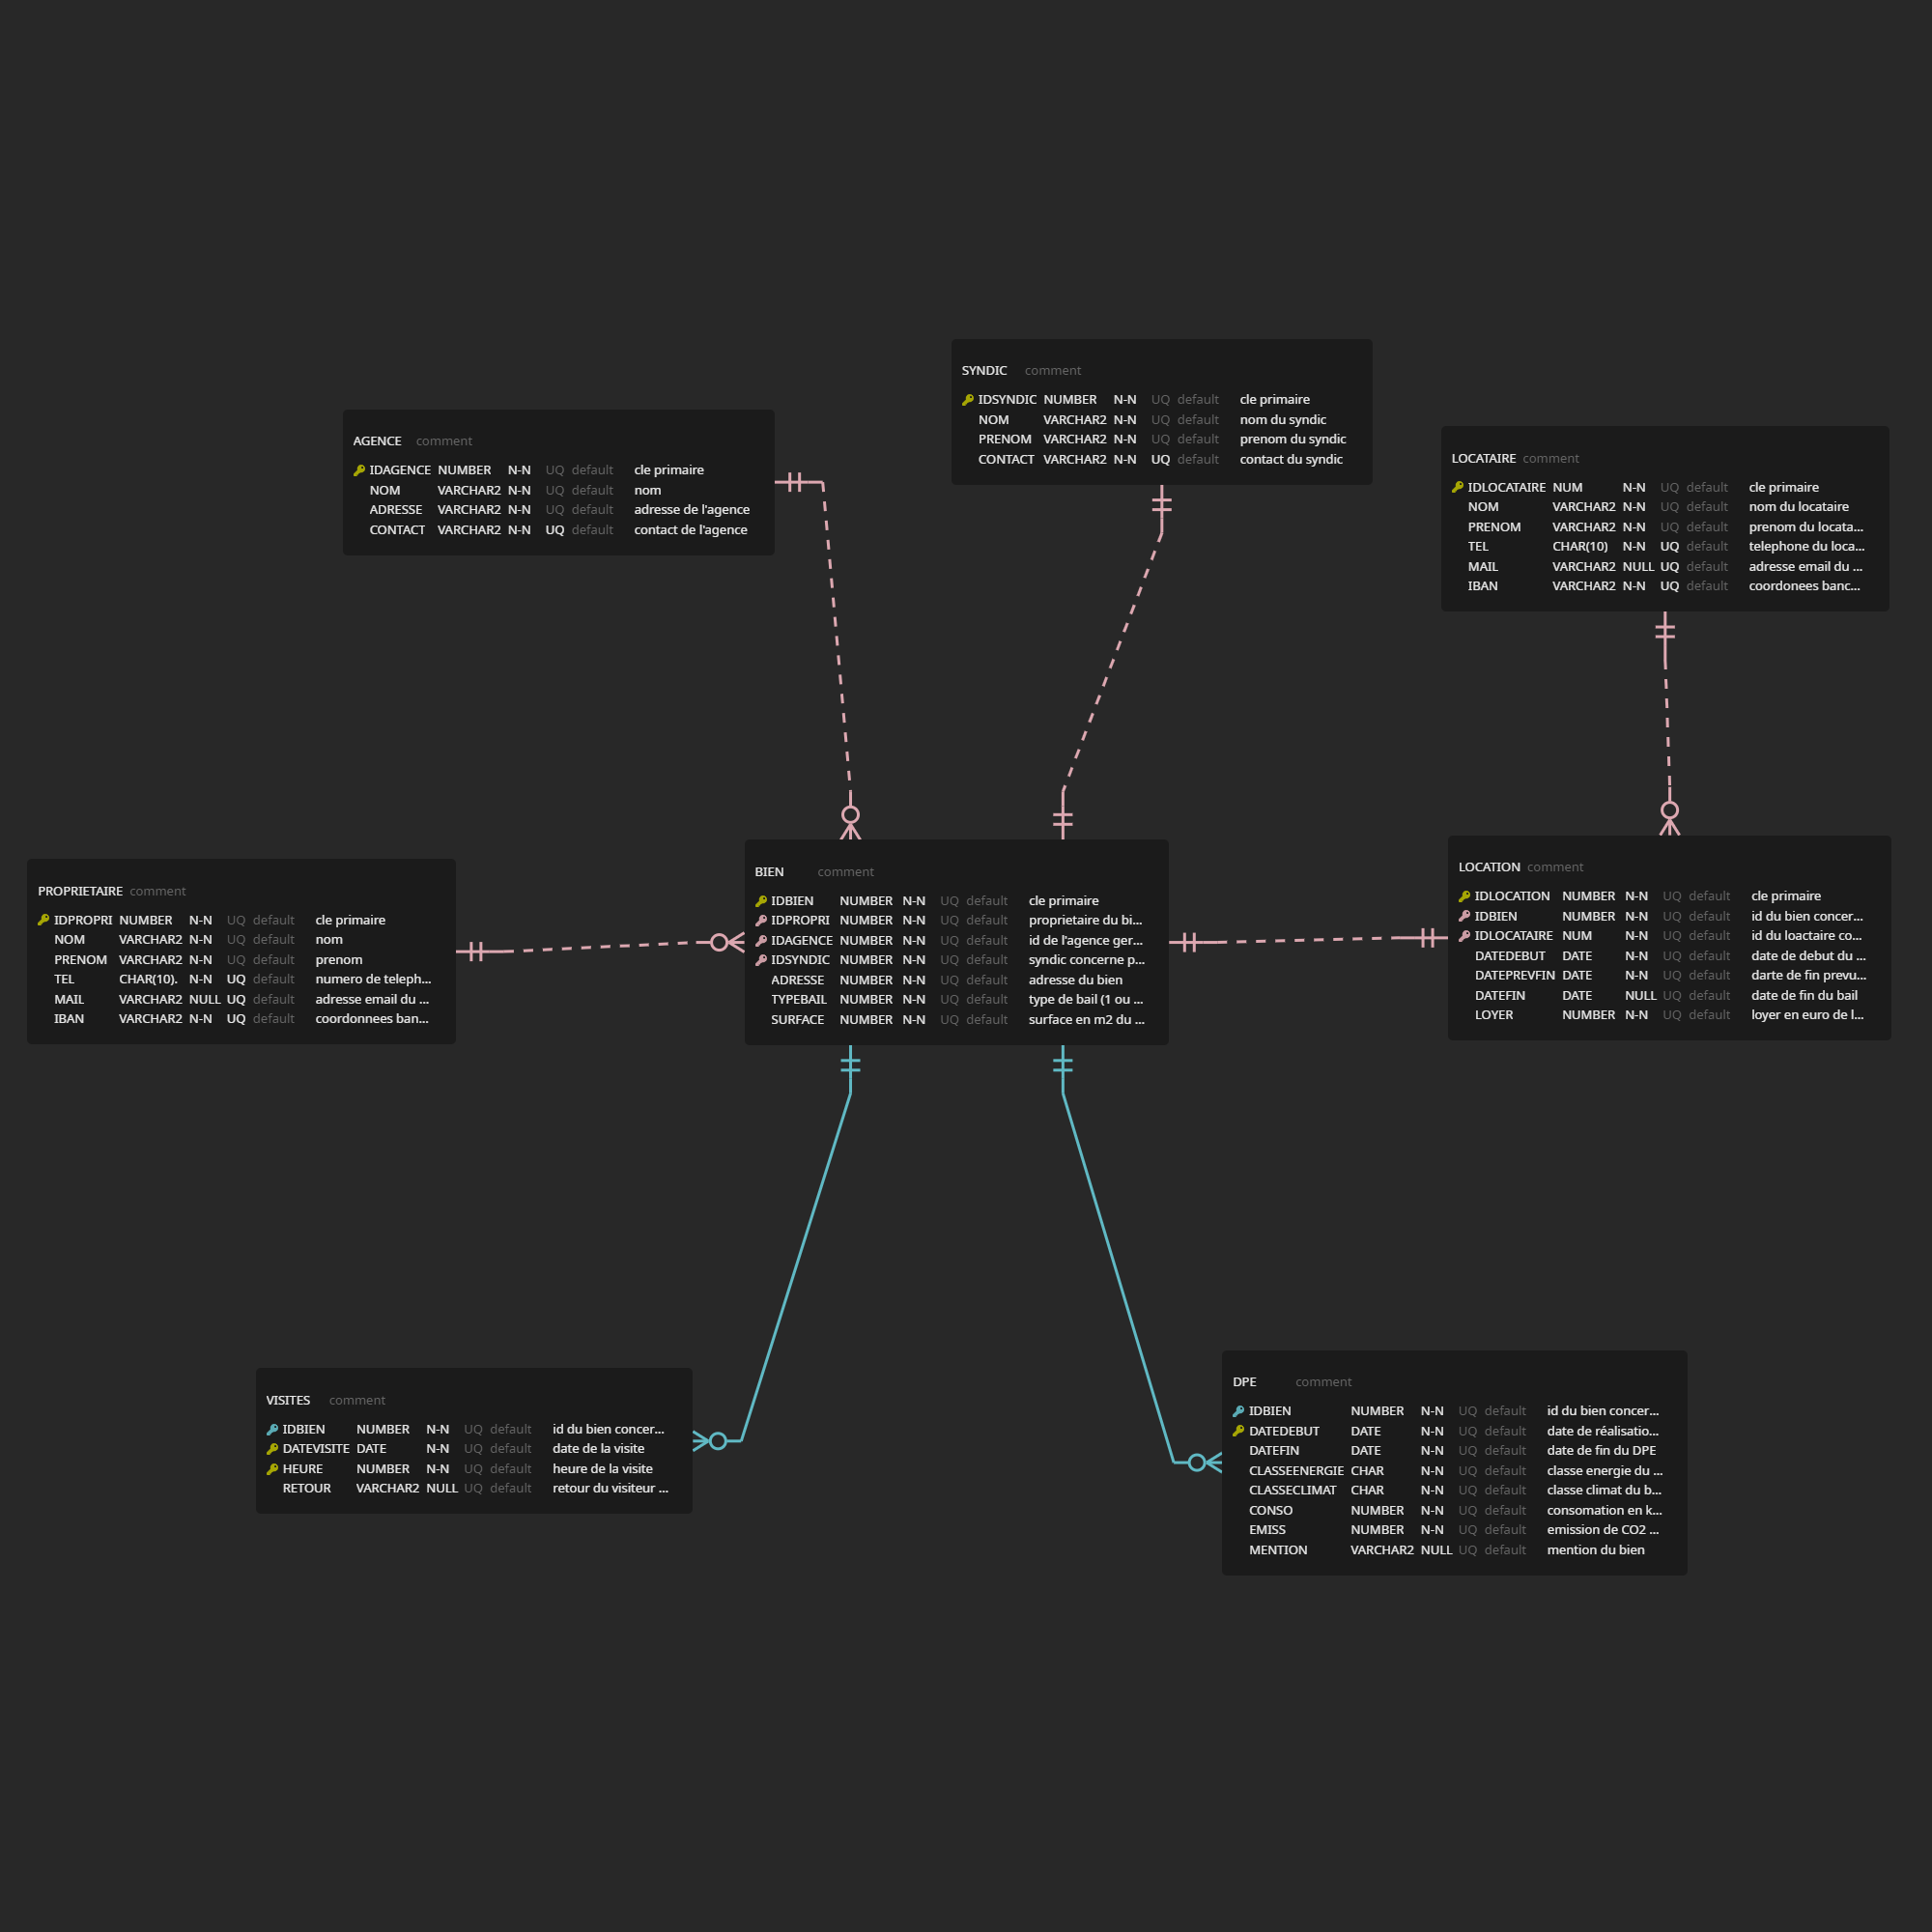 SYNDIC comment
IDSYNDIC NUMBER N-N UQ default cle primaire
NOM VARCHAR2 N-N UQ default nom du syndic
PRENOM VARCHAR2 N-N UQ default prenom du syndic
CONTACT VARCHAR2 N-N UQ default contact du syndic
AGENCE comment
IDAGENCE NUMBER N-N UQ default cle primaire
NOM VARCHAR2 N-N UQ default nom
ADRESSE VARCHAR2 N-N UQ default adresse de l'agence
CONTACT VARCHAR2 N-N UQ default contact de l'agence
LOCATAIRE comment
IDLOCATAIRE NUM N-N UQ default cle primaire
NOM VARCHAR2 N-N UQ default nom du locataire
PRENOM VARCHAR2 N-N UQ default prenom du locata...
TEL CHAR(10) N-N UQ default telephone du loca...
MAIL VARCHAR2 NULL UQ default adresse email du ...
IBAN VARCHAR2 N-N UQ default coordonees banc...
PROPRIETAIRE comment
IDPROPRI NUMBER N-N UQ default cle primaire
NOM VARCHAR2 N-N UQ default nom
PRENOM VARCHAR2 N-N UQ default prenom
TEL CHAR(10). N-N UQ default numero de teleph...
MAIL VARCHAR2 NULL UQ default adresse email du ...
IBAN VARCHAR2 N-N UQ default coordonnees ban...
BIEN comment
IDBIEN NUMBER N-N UQ default cle primaire
IDPROPRI NUMBER N-N UQ default proprietaire du bi...
IDAGENCE NUMBER N-N UQ default id de l'agence ger...
IDSYNDIC NUMBER N-N UQ default syndic concerne p...
ADRESSE NUMBER N-N UQ default adresse du bien
TYPEBAIL NUMBER N-N UQ default type de bail (1 ou ...
SURFACE NUMBER N-N UQ default surface en m2 du ...
LOCATION comment
IDLOCATION NUMBER N-N UQ default cle primaire
IDBIEN NUMBER N-N UQ default id du bien concer...
IDLOCATAIRE NUM N-N UQ default id du loactaire co...
DATEDEBUT DATE N-N UQ default date de debut du ...
DATEPREVFIN DATE N-N UQ default darte de fin prevu...
DATEFIN DATE NULL UQ default date de fin du bail
LOYER NUMBER N-N UQ default loyer en euro de l...
VISITES comment
IDBIEN NUMBER N-N UQ default id du bien concer...
DATEVISITE DATE N-N UQ default date de la visite
HEURE NUMBER N-N UQ default heure de la visite
RETOUR VARCHAR2 NULL UQ default retour du visiteur ...
DPE comment
IDBIEN NUMBER N-N UQ default id du bien concer...
DATEDEBUT DATE N-N UQ default date de réalisatio...
DATEFIN DATE N-N UQ default date de fin du DPE
CLASSEENERGIE CHAR N-N UQ default classe energie du ...
CLASSECLIMAT CHAR N-N UQ default classe climat du b...
CONSO NUMBER N-N UQ default consomation en k...
EMISS NUMBER N-N UQ default emission de CO2 ...
MENTION VARCHAR2 NULL UQ default mention du bien